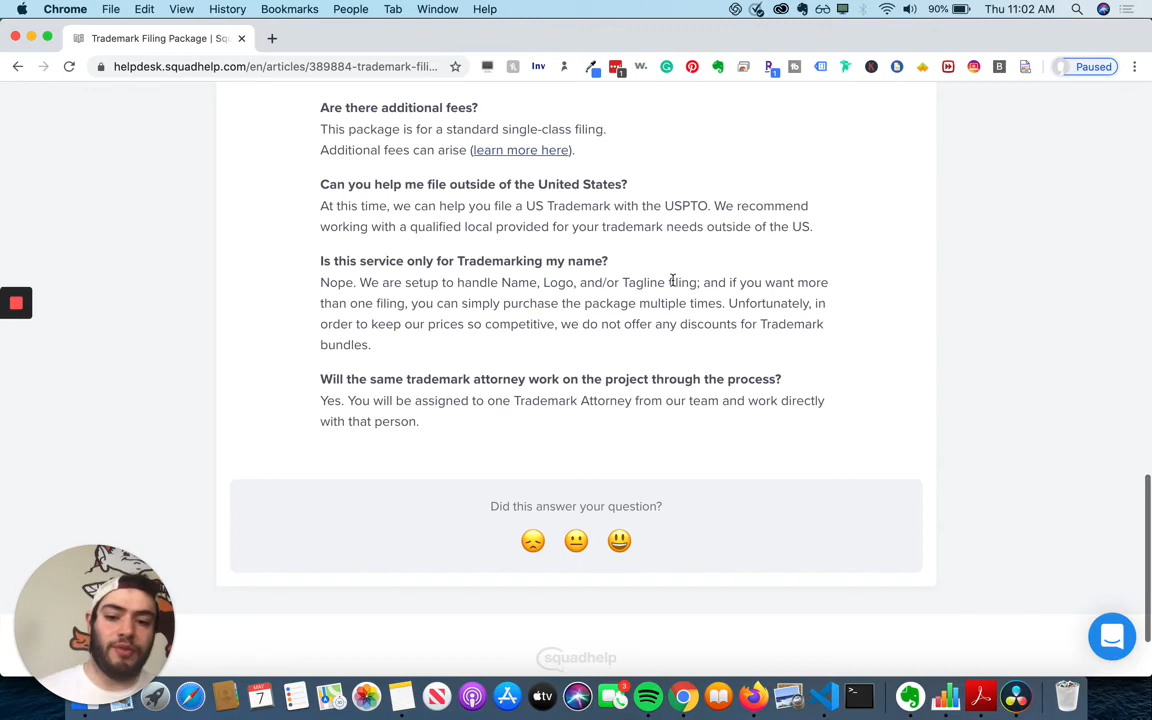 Chrome File Edit View History Bookmarks People Tab Window Help 90% Thu 11:02 AM
Trademark Filing Package | Squ
helpdesk.squadhelp.com/en/articles/389884-trademark-fili... Inv 1 w. 1 fb K B Paused
Are there additional fees?
This package is for a standard single-class filing.
Additional fees can arise (learn more here).
Can you help me file outside of the United States?
At this time, we can help you file a US Trademark with the USPTO. We recommend
working with a qualified local provided for your trademark needs outside of the US.
Is this service only for Trademarking my name?
Nope. We are setup to handle Name, Logo, and/or Tagline filing; and if you want more
than one filing, you can simply purchase the package multiple times. Unfortunately, in
order to keep our prices so competitive, we do not offer any discounts for Trademark
bundles.
Will the same trademark attorney work on the project through the process?
Yes. You will be assigned to one Trademark Attorney from our team and work directly
with that person.
Did this answer your question?
squadhelp
MAY
7
tv
3